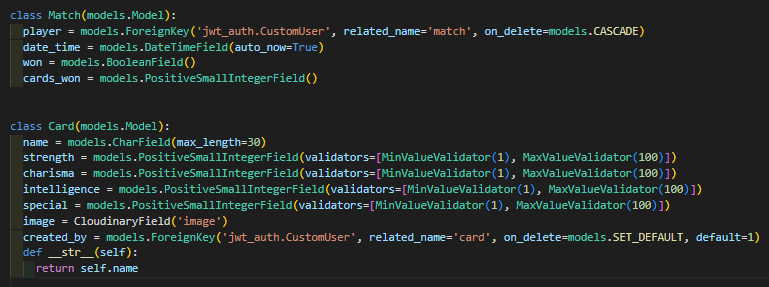 class Match(models.Model):
  player = models.ForeignKey('jwt_auth.CustomUser', related_name='match', on_delete=models.CASCADE)
  date_time = models.DateTimeField(auto_now=True)
  won = models.BooleanField()
  cards_won = models.PositiveSmallIntegerField()
class Card(models.Model):
  name = models.CharField(max_length=30)
  strength = models.PositiveSmallIntegerField(validators=[MinValueValidator(1), MaxValueValidator(100)])
  charisma = models.PositiveSmallIntegerField(validators=[MinValueValidator(1), MaxValueValidator(100)])
  intelligence = models.PositiveSmallIntegerField(validators=[MinValueValidator(1), MaxValueValidator(100)])
  special = models.PositiveSmallIntegerField(validators=[MinValueValidator(1), MaxValueValidator(100)])
  image = CloudinaryField('image')
  created_by = models.ForeignKey('jwt_auth.CustomUser', related_name='card', on_delete=models.SET_DEFAULT, default=1)
  def __str__(self):
    return self.name